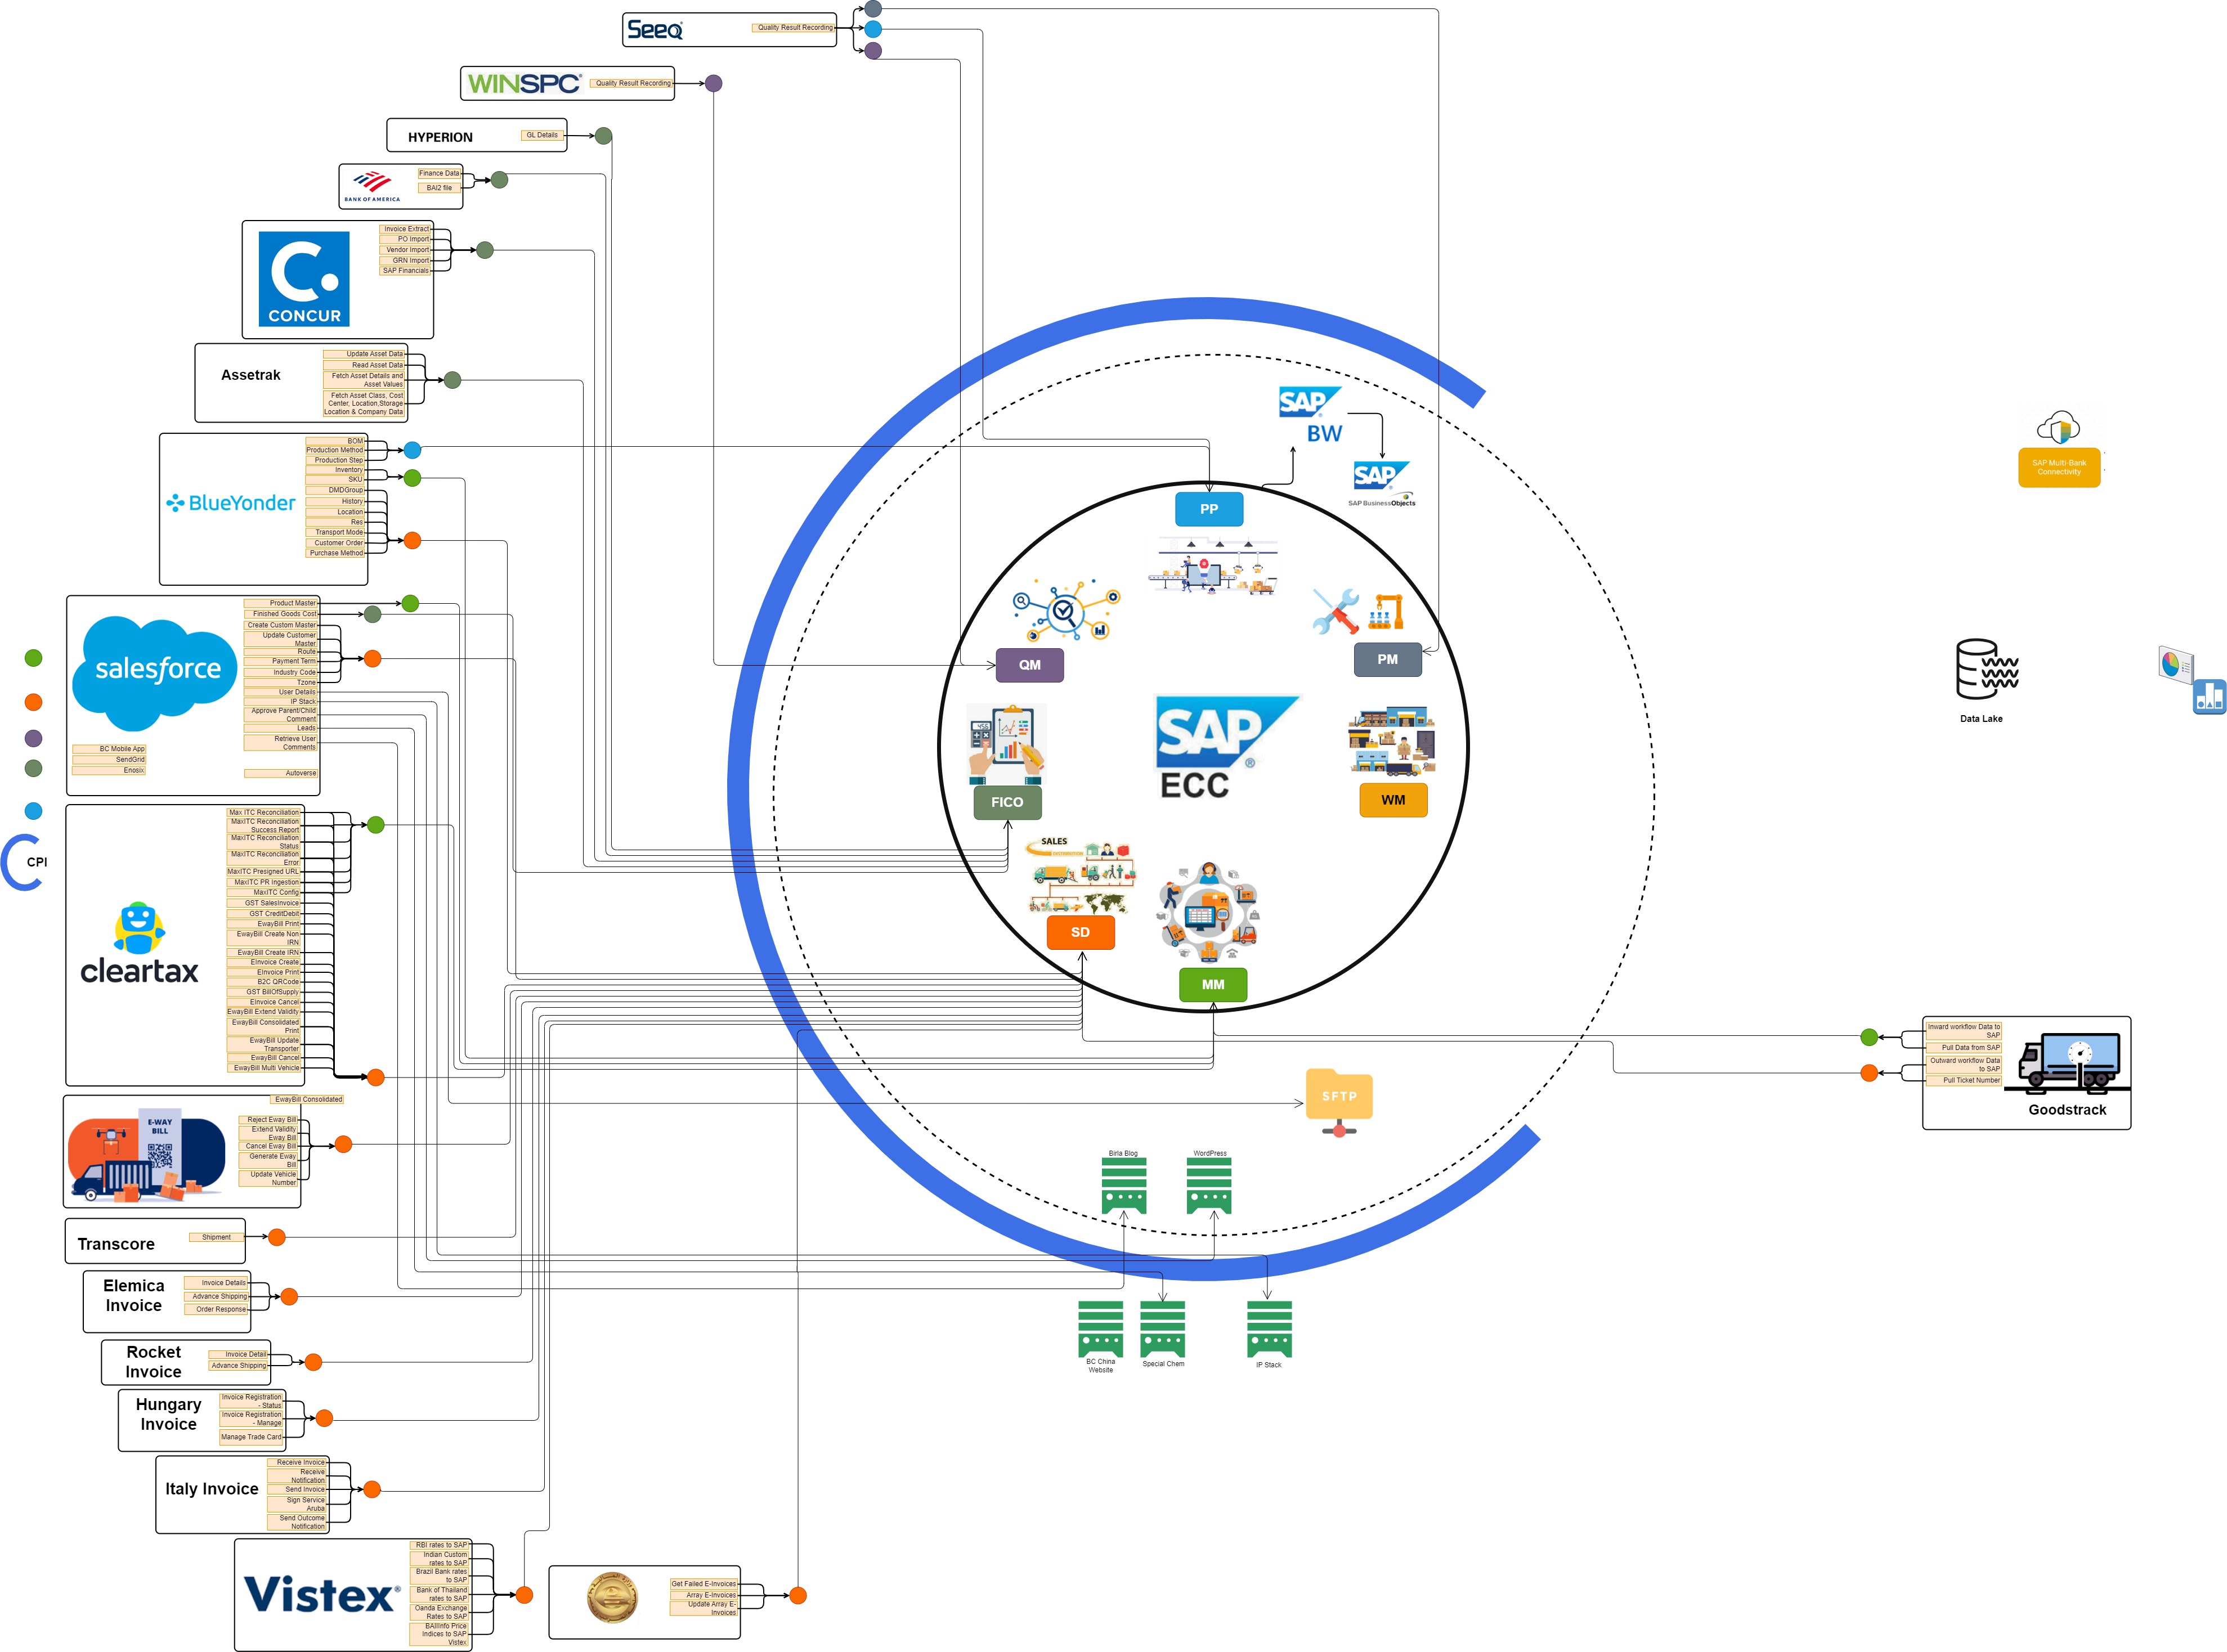 Seeq
Quality Result Recording
WINSPC®
Quality Result Recording
HYPERION
GL Details
BANK OF AMERICA
Finance Data
BAI2 file
C.
CONCUR
Invoice Extract
PO Import
Vendor Import
GRN Import
SAP Financials
Assetrak
Update Asset Data
Read Asset Data
Fetch Asset Details and
Asset Values
Fetch Asset Class, Cost
Center, Location,Storage
Location & Company Data
BlueYonder
BOM
Production Method
Production Step
Inventory
SKU
DMDGroup
History
Location
Res
Transport Mode
Customer Order
Purchase Method
salesforce
Product Master
Finished Goods Cost
Create Custom Master
Update Customer
Master
Route
Payment Term
Industry Code
Tzone
User Details
IP Stack
Approve Parent/Child
Comment
Leads
Retrieve User
Comments
Autoverse
BC Mobile App
SendGrid
Enosix
CPI
cleartax
Max ITC Reconciliation
MaxITC Reconciliation
Success Report
MaxITC Reconciliation
Status
MaxITC Reconciliation
Error
MaxITC Presigned URL
MaxITC PR Ingestion
MaxITC Config
GST SalesInvoice
GST CreditDebit
EwayBill Print
EwayBill Create Non
IRN
EwayBill Create IRN
EInvoice Create
EInvoice Print
B2C QRCode
GST BillOfSupply
EInvoice Cancel
EwayBill Extend Validity
EwayBill Consolidated
Print
EwayBill Update
Transporter
EwayBill Cancel
EwayBill Multi Vehicle
E-WAY
BILL
EwayBill Consolidated
Reject Eway Bill
Extend Validity
Eway Bill
Cancel Eway Bill
Generate Eway
Bill
Update Vehicle
Number
Transcore
Shipment
Elemica
Invoice
Invoice Details
Advance Shipping
Order Response
Rocket
Invoice
Invoice Detail
Advance Shipping
Hungary
Invoice
Invoice Registration
- Status
Invoice Registration
- Manage
Manage Trade Card
Italy Invoice
Receive Invoice
Receive
Notification
Send Invoice
Sign Service
Aruba
Send Outcome
Notification
Vistex®
RBI rates to SAP
Indian Custom
rates to SAP
Brazil Bank rates
to SAP
Bank of Thailand
rates to SAP
Oanda Exchange
Rates to SAP
BAIInfo Price
Indices to SAP
Vistex
Get Failed E-Invoices
Array E-Invoices
Update Array E-
Invoices
SAP
BW
SAP
SAP BusinessObjects
PP
QM
PM
SAP®
ECC
FICO
WM
SALES
SD
MM
SFTP
Birla Blog
WordPress
BC China
Website
Special Chem
IP Stack
SAP Multi-Bank
Connectivity
Data Lake
Inward workflow Data to
SAP
Pull Data from SAP
Outward workflow Data
to SAP
Pull Ticket Number
Goodstrack